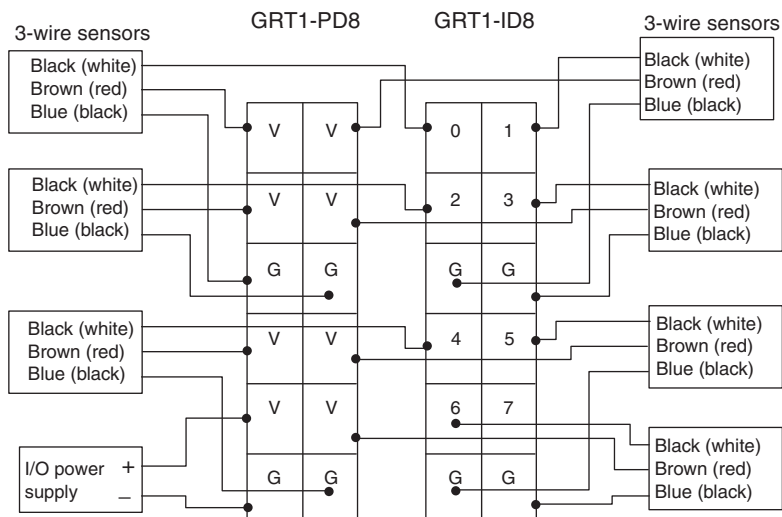 GRT1-PD8
GRT1-ID8
3-wire sensors
3-wire sensors
Black (white)
Brown (red)
Blue (black)
Black (white)
Brown (red)
Blue (black)
V V
0 1
Black (white)
Brown (red)
Blue (black)
V V
2 3
Black (white)
Brown (red)
Blue (black)
G G
G G
Black (white)
Brown (red)
Blue (black)
V V
4 5
Black (white)
Brown (red)
Blue (black)
V V
6 7
I/O power
supply
+
–
G G
G G
Black (white)
Brown (red)
Blue (black)